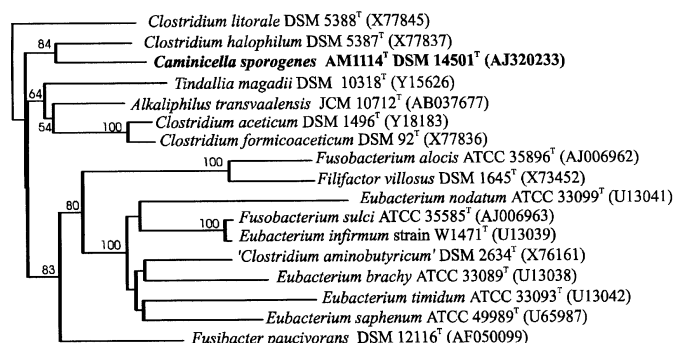 Clostridium litorale DSM 5388ᵀ (X77845)
84
Clostridium halophilum DSM 5387ᵀ (X77837)
Caminicella sporogenes AM1114ᵀ DSM 14501ᵀ (AJ320233)
64
Tindallia magadii DSM 10318ᵀ (Y15626)
Alkaliphilus transvaalensis JCM 10712ᵀ (AB037677)
54
100
Clostridium aceticum DSM 1496ᵀ (Y18183)
Clostridium formicoaceticum DSM 92ᵀ (X77836)
100
Fusobacterium alocis ATCC 35896ᵀ (AJ006962)
Filifactor villosus DSM 1645ᵀ (X73452)
80
Eubacterium nodatum ATCC 33099ᵀ (U13041)
100
Fusobacterium sulci ATCC 35585ᵀ (AJ006963)
Eubacterium infirmum strain W1471ᵀ (U13039)
100
'Clostridium aminobutyricum' DSM 2634ᵀ (X76161)
83
Eubacterium brachy ATCC 33089ᵀ (U13038)
Eubacterium timidum ATCC 33093ᵀ (U13042)
Eubacterium saphenum ATCC 49989ᵀ (U65987)
Fusibacter paucivorans DSM 12116ᵀ (AF050099)